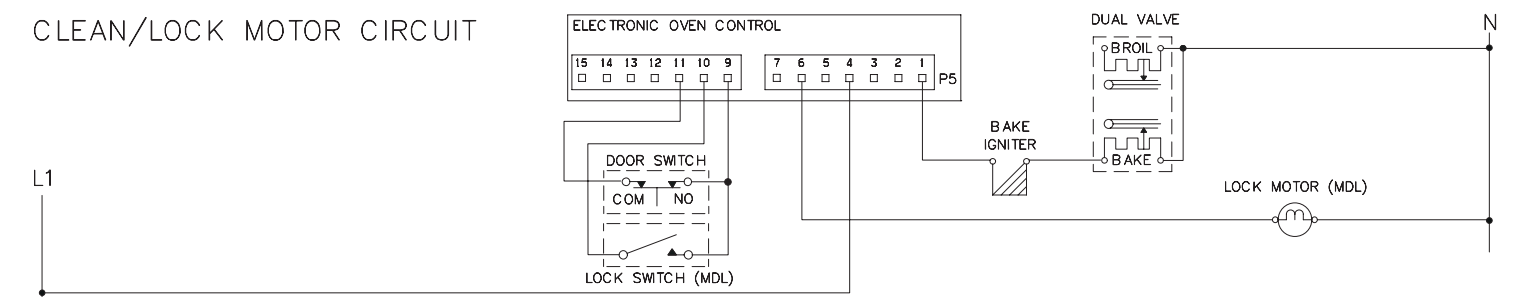 CLEAN/LOCK MOTOR CIRCUIT
ELECTRONIC OVEN CONTROL
DUAL VALVE
N
BROIL
15 14 13 12 11 10 9
7 6 5 4 3 2 1
P5
BAKE
IGNITER
BAKE
DOOR SWITCH
COM NO
L1
LOCK MOTOR (MDL)
LOCK SWITCH (MDL)